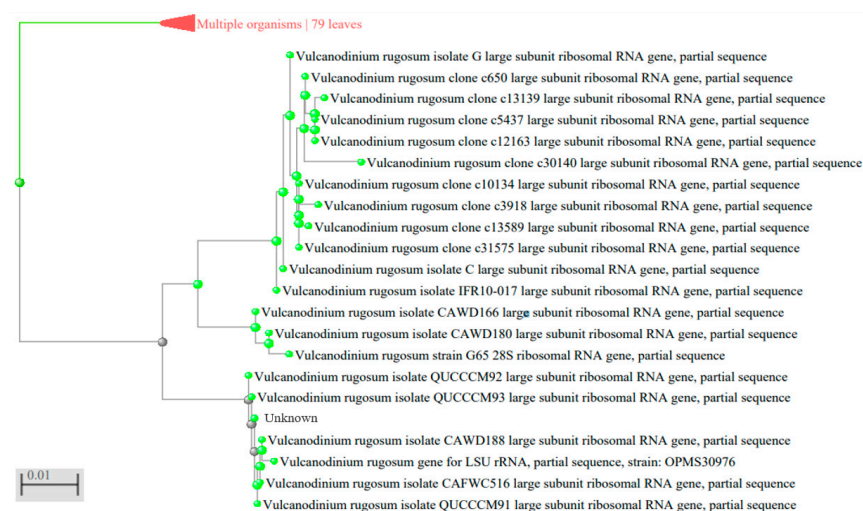 Multiple organisms | 79 leaves
Vulcanodinium rugosum isolate G large subunit ribosomal RNA gene, partial sequence
Vulcanodinium rugosum clone c650 large subunit ribosomal RNA gene, partial sequence
Vulcanodinium rugosum clone c13139 large subunit ribosomal RNA gene, partial sequence
Vulcanodinium rugosum clone c5437 large subunit ribosomal RNA gene, partial sequence
Vulcanodinium rugosum clone c12163 large subunit ribosomal RNA gene, partial sequence
Vulcanodinium rugosum clone c30140 large subunit ribosomal RNA gene, partial sequence
Vulcanodinium rugosum clone c10134 large subunit ribosomal RNA gene, partial sequence
Vulcanodinium rugosum clone c3918 large subunit ribosomal RNA gene, partial sequence
Vulcanodinium rugosum clone c13589 large subunit ribosomal RNA gene, partial sequence
Vulcanodinium rugosum clone c31575 large subunit ribosomal RNA gene, partial sequence
Vulcanodinium rugosum isolate C large subunit ribosomal RNA gene, partial sequence
Vulcanodinium rugosum isolate IFR10-017 large subunit ribosomal RNA gene, partial sequence
Vulcanodinium rugosum isolate CAWD166 large subunit ribosomal RNA gene, partial sequence
Vulcanodinium rugosum isolate CAWD180 large subunit ribosomal RNA gene, partial sequence
Vulcanodinium rugosum strain G65 28S ribosomal RNA gene, partial sequence
Vulcanodinium rugosum isolate QUCCCM92 large subunit ribosomal RNA gene, partial sequence
Vulcanodinium rugosum isolate QUCCCM93 large subunit ribosomal RNA gene, partial sequence
Unknown
Vulcanodinium rugosum isolate CAWD188 large subunit ribosomal RNA gene, partial sequence
Vulcanodinium rugosum gene for LSU rRNA, partial sequence, strain: OPMS30976
Vulcanodinium rugosum isolate CAFWC516 large subunit ribosomal RNA gene, partial sequence
Vulcanodinium rugosum isolate QUCCCM91 large subunit ribosomal RNA gene, partial sequence
0.01